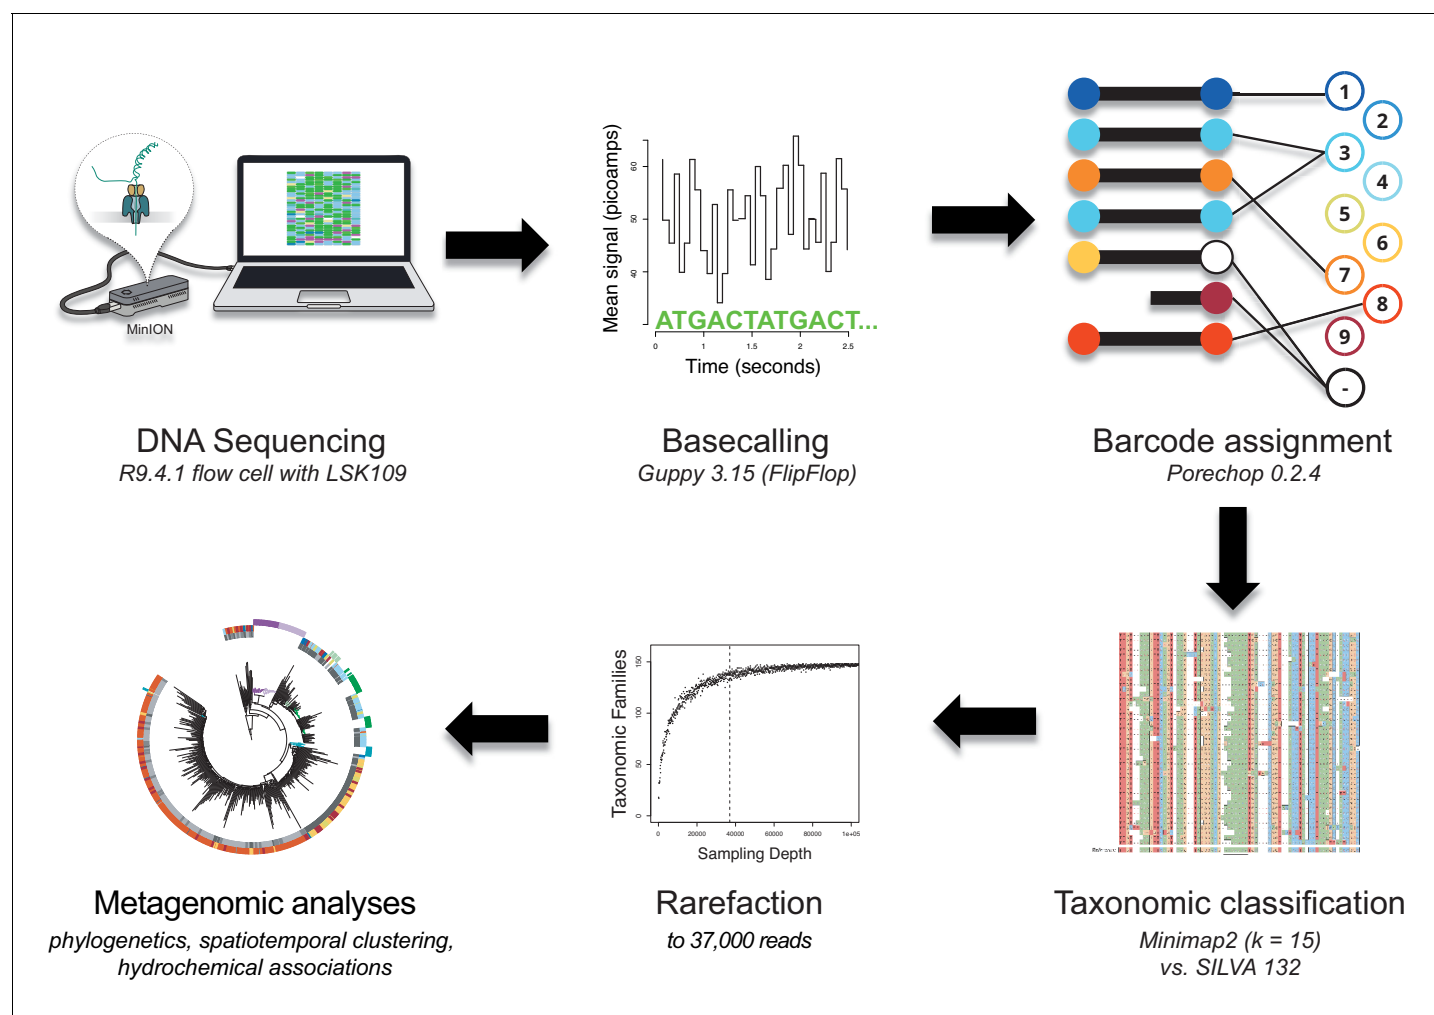 MinION
Mean signal (picoamps)
60
50
40
ATGACTATGACT...
0 1 1.5 2 2.5
Time (seconds)
1
2
3
4
5
6
7
8
9
-
DNA Sequencing
R9.4.1 flow cell with LSK109
Basecalling
Guppy 3.15 (FlipFlop)
Barcode assignment
Porechop 0.2.4
Taxonomic Families
150
100
50
0
0 20000 40000 60000 80000 1e+05
Sampling Depth
Metagenomic analyses
phylogenetics, spatiotemporal clustering,
hydrochemical associations
Rarefaction
to 37,000 reads
Taxonomic classification
Minimap2 (k = 15)
vs. SILVA 132